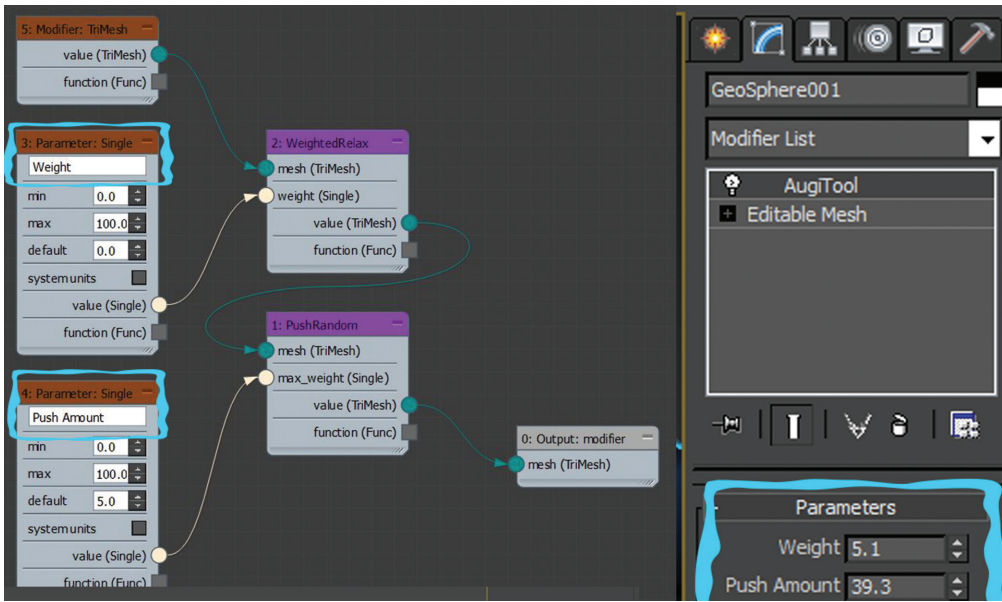 5: Modifier: TriMesh
value (TriMesh)
function (Func)
3: Parameter: Single
Weight
min 0.0
max 100.0
default 0.0
systemunits
value (Single)
function (Func)
4: Parameter: Single
Push Amount
min 0.0
max 100.0
default 5.0
systemunits
value (Single)
function (Func)
2: WeightedRelax
mesh (TriMesh)
weight (Single)
value (TriMesh)
function (Func)
1: PushRandom
mesh (TriMesh)
max_weight (Single)
value (TriMesh)
function (Func)
0: Output: modifier
mesh (TriMesh)
GeoSphere001
Modifier List
AugiTool
Editable Mesh
Parameters
Weight 5.1
Push Amount 39.3